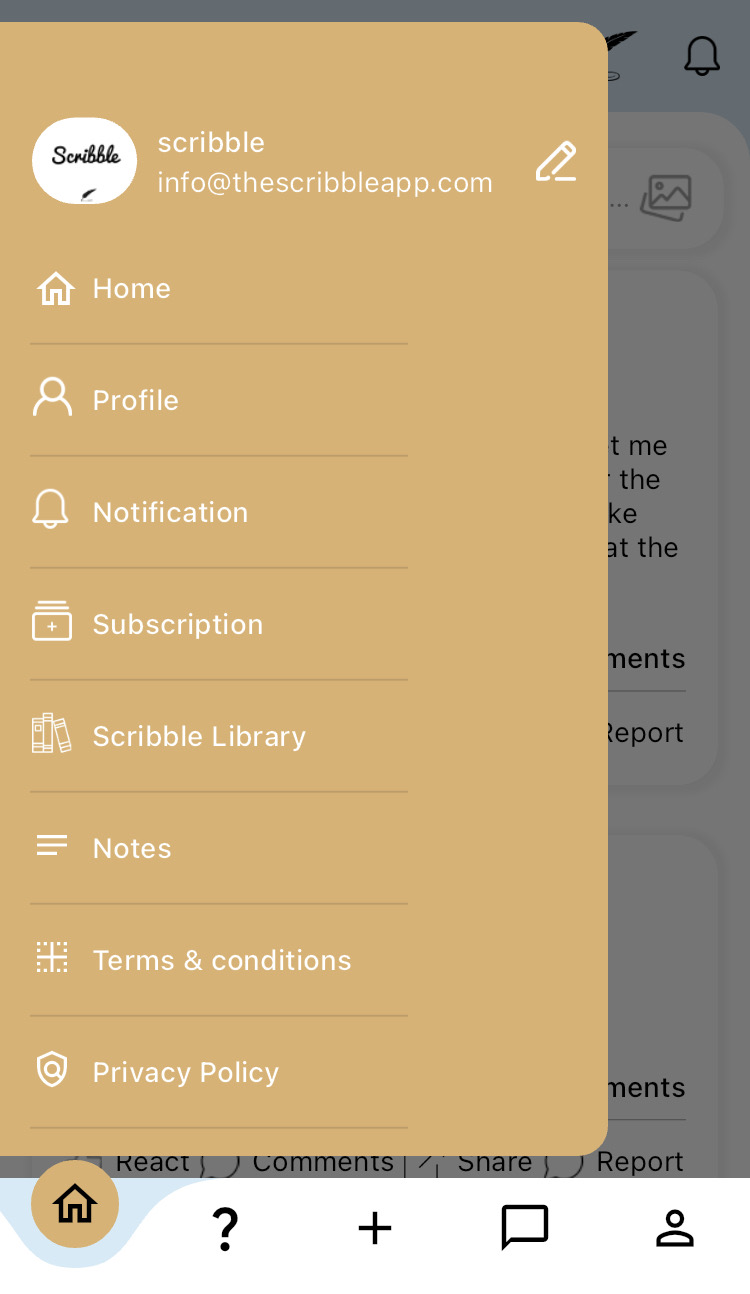 Scribble
scribble
info@thescribbleapp.com
...
Home
Profile
t me
the
Notification
ke
at the
Subscription
ments
Report
Scribble Library
Notes
Terms & conditions
Privacy Policy
ments
React Comments Share Report
?